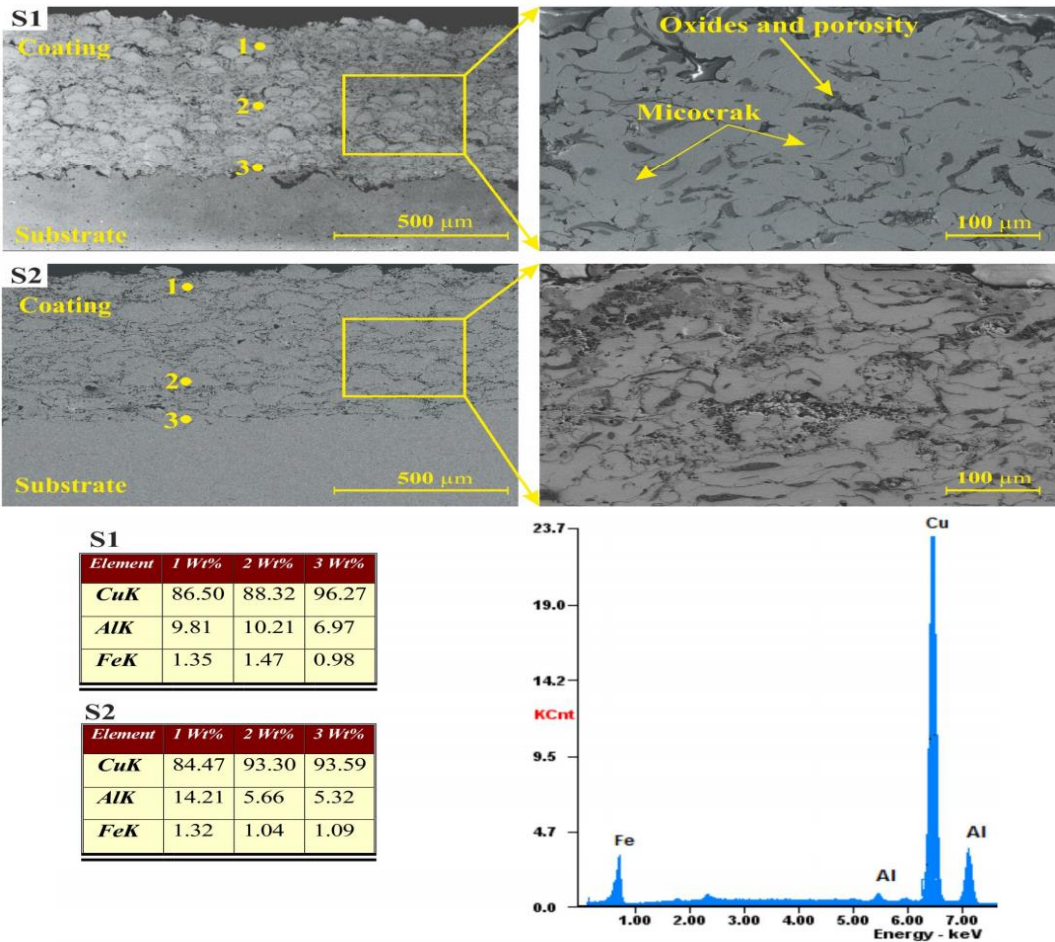 S1
Coating
1
2
3
Substrate
500 µm
Oxides and porosity
Micocrak
100 µm
S2
Coating
1
2
3
Substrate
500 µm
100 µm
S1
Element 1 Wt% 2 Wt% 3 Wt%
CuK 86.50 88.32 96.27
AlK 9.81 10.21 6.97
FeK 1.35 1.47 0.98
S2
Element 1 Wt% 2 Wt% 3 Wt%
CuK 84.47 93.30 93.59
AlK 14.21 5.66 5.32
FeK 1.32 1.04 1.09
23.7
19.0
14.2
KCnt
9.5
4.7
0.0
Cu
Fe
Al
Al
1.00 2.00 3.00 4.00 5.00 6.00 7.00
Energy - keV